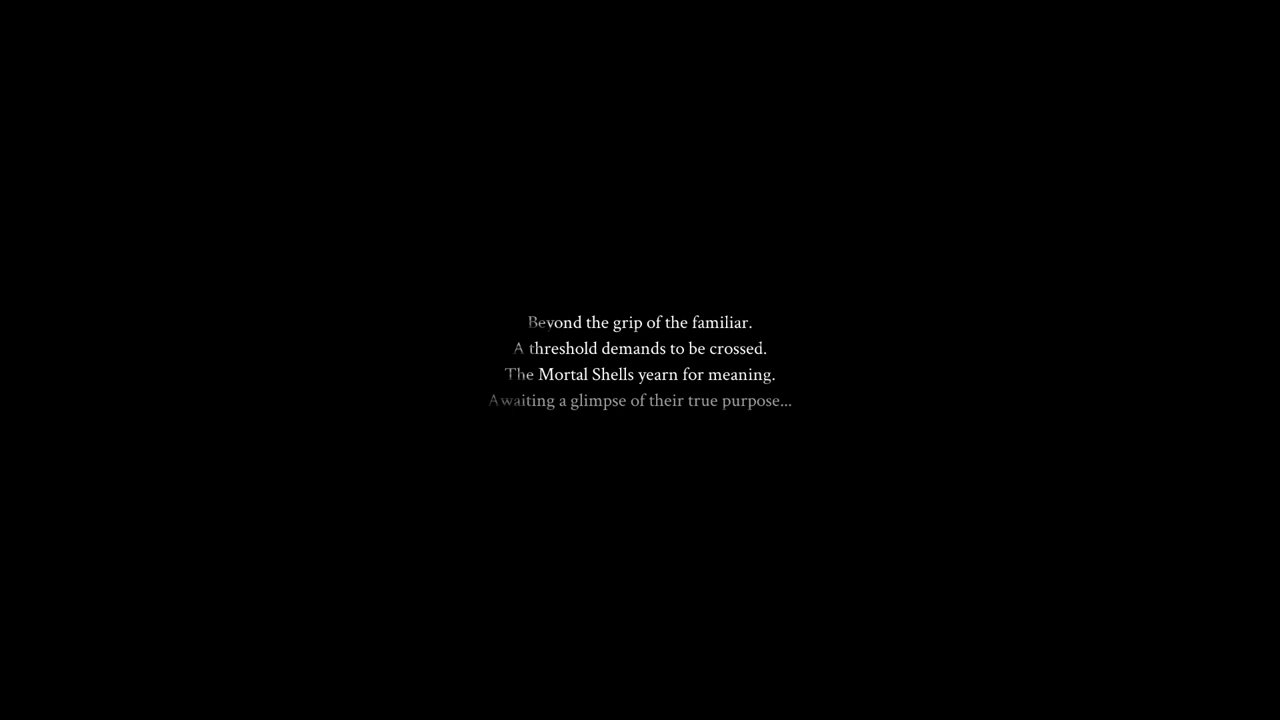 Beyond the grip of the familiar.
A threshold demands to be crossed.
The Mortal Shells yearn for meaning.
Awaiting a glimpse of their true purpose...